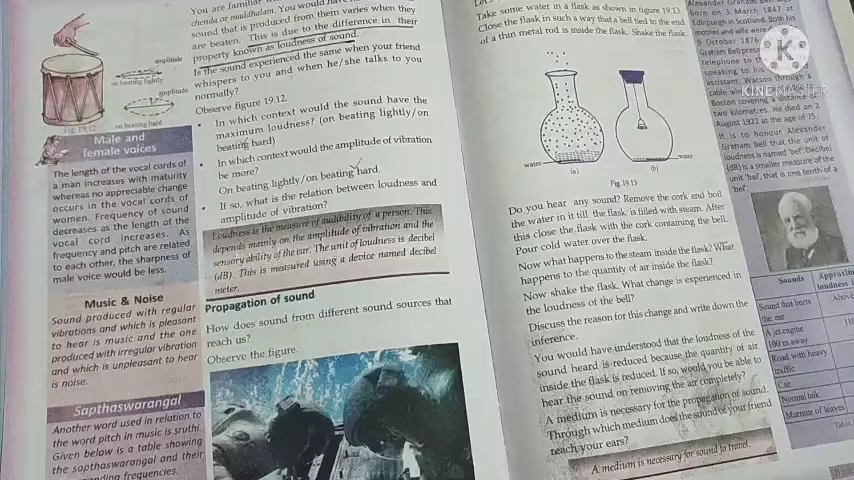 amplitude
on beating lightly
amplitude
on beating hard
Fig. 19.12
Male and
female voices
The length of the vocal cords of
a man increases with maturity
whereas no appreciable change
occurs in the vocal cords of
women. Frequency of sound
decreases as the length of the
vocal cord increases. As
frequency and pitch are related
to each other, the sharpness of
male voice would be less.
Music & Noise
Sound produced with regular
vibrations and which is pleasant
to hear is music and the one
produced with irregular vibration
and which is unpleasant to hear
is noise.
Sapthaswarangal
Another word used in relation to
the word pitch in music is sruthi.
Given below is a table showing
the sapthaswarangal and their
frequencies.
You are familiar
chenda or maddhalam. You would have
sound that is produced from them varies when they
are beaten. This is due to the difference in their
property known as loudness of sound.
Is the sound experienced the same when your friend
whispers to you and when he/she talks to you
normally?
Observe figure 19.12.
• In which context would the sound have the
maximum loudness? (on beating lightly/on
beating hard)
• In which context would the amplitude of vibration
be more?
On beating lightly/on beating hard.
• If so, what is the relation between loudness and
amplitude of vibration?
Loudness is the measure of audibility of a person. This
depends mainly on the amplitude of vibration and the
sensory ability of the ear. The unit of loudness is decibel
(dB). This is measured using a device named decibel
meter.
Propagation of sound
How does sound from different sound sources that
reach us?
Observe the figure.
Take some water in a flask as shown in figure 19.13
Close the flask in such a way that a bell tied to the end
of a thin metal rod is inside the flask. Shake the flask.
water
water
(a)
(b)
Fig. 19.13
Do you hear any sound? Remove the cork and boil
the water in it till the flask is filled with steam. After
this close the flask with the cork containing the bell.
Pour cold water over the flask.
Now what happens to the steam inside the flask? What
happens to the quantity of air inside the flask?
Now shake the flask. What change is experienced in
the loudness of the bell?
Discuss the reason for this change and write down the
inference.
You would have understood that the loudness of the
sound heard is reduced because the quantity of air
inside the flask is reduced. If so, would you be able to
hear the sound on removing the air completely?
A medium is necessary for the propagation of sound.
Through which medium does the sound of your friend
reach your ears?
A medium is necessary for sound to travel.
Alexander Graham
born on 3 March 1847 at
Edinburgh in Scotland. Both his
mother and wife were
9 October 1876
Graham Bell
telephone to
speaking to his
assistant, Watson through a
cable
Boston covering a distance of
two kilometres. He died on 2
August 1922 at the age of 75.
It is to honour Alexander
Graham Bell that the unit of
loudness is named 'bel'. Decibel
(dB) is a smaller measure of the
unit 'bel', that is one tenth of a
'bel'.
Sounds
loudness
Sound that hurts
the ear
Above
A jet engine
100 m away
Road with heavy
traffic
Car
Normal talk
Murmur of leaves
Table
KINEMASTER